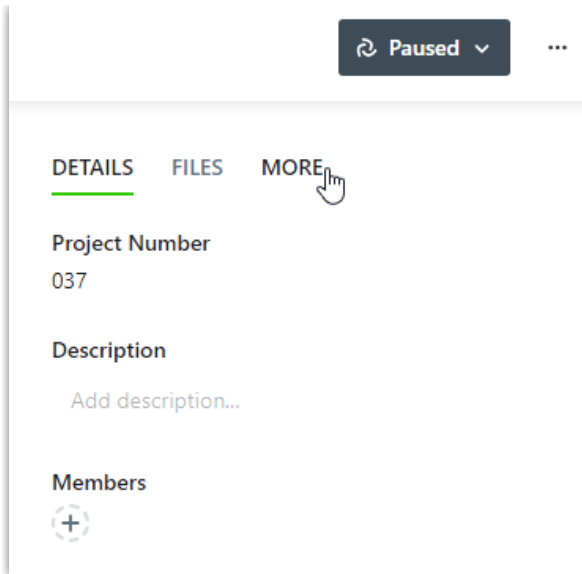 Paused
DETAILS FILES MORE
Project Number
037
Description
Add description...
Members